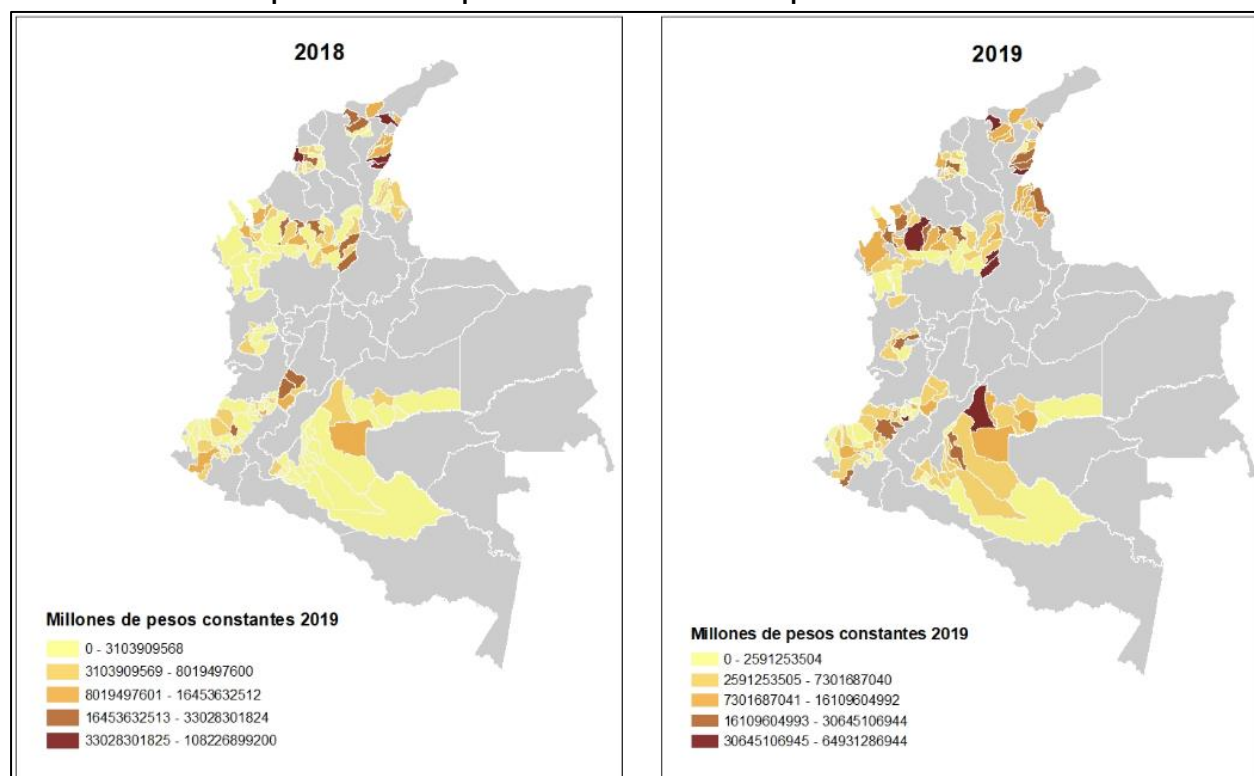 2018
Millones de pesos constantes 2019
0 - 3103909568
3103909569 - 8019497600
8019497601 - 16453632512
16453632513 - 33028301824
33028301825 - 108226899200
2019
Millones de pesos constantes 2019
0 - 2591253504
2591253505 - 7301687040
7301687041 - 16109604992
16109604993 - 30645106944
30645106945 - 64931286944